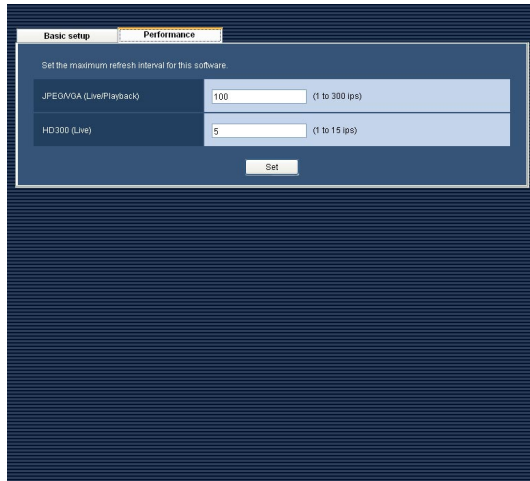 Basic setup Performance
Set the maximum refresh interval for this software.
JPEG/VGA (Live/Playback) 100 (1 to 300 ips)
HD300 (Live) 5 (1 to 15 ips)
Set